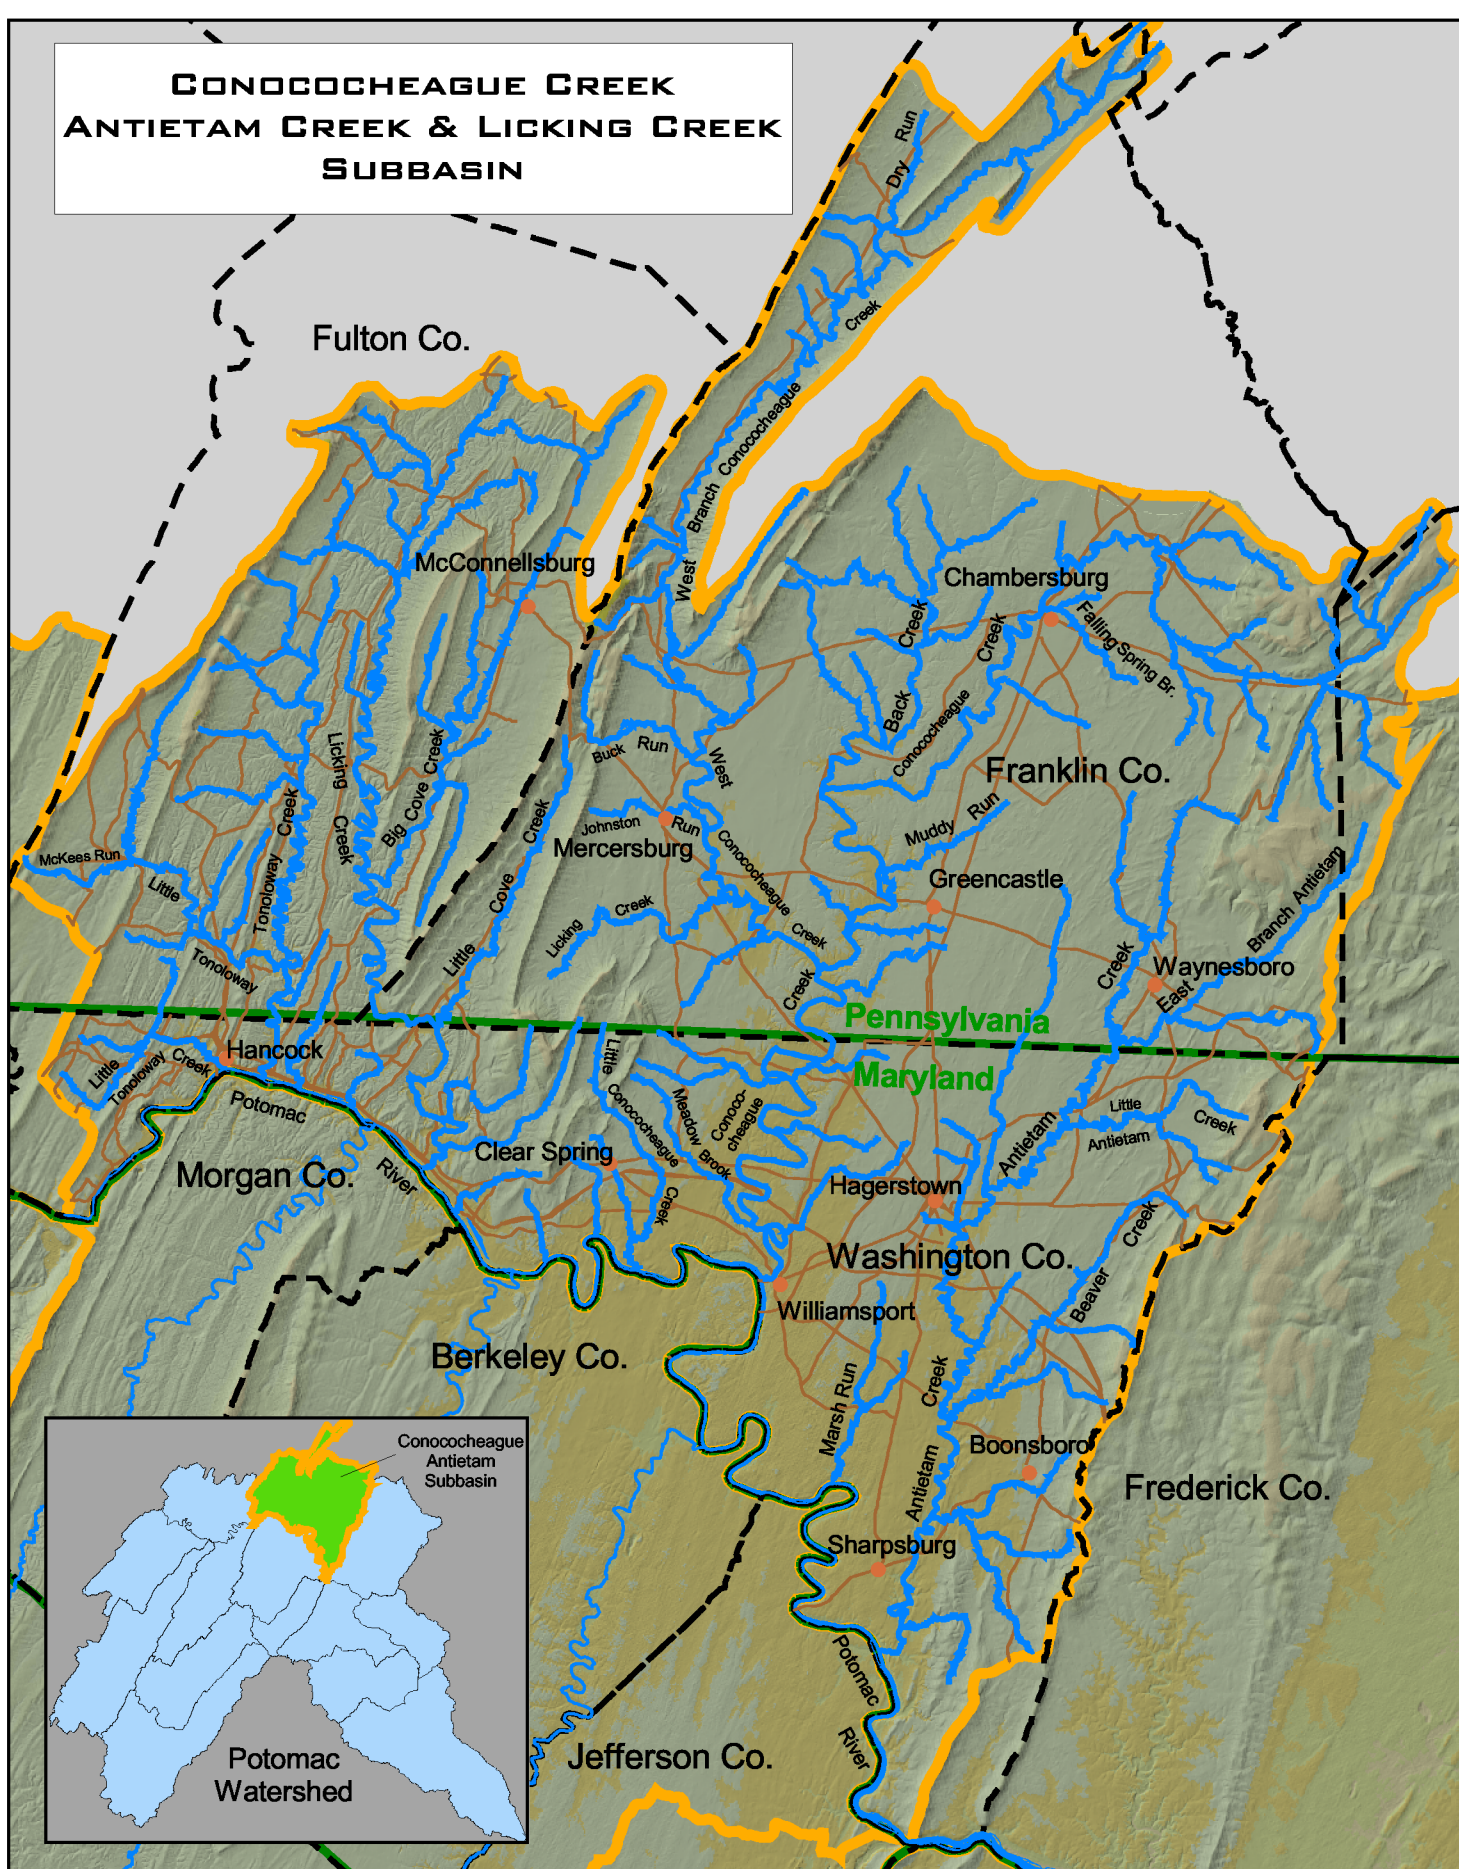 CONOCOCHEAGUE CREEK
ANTIETAM CREEK & LICKING CREEK
SUBBASIN
Dry Run
Fulton Co.
Creek
Conococheague
Branch
West
McConnellsburg
Chambersburg
Creek
Back
Creek
Conococheague
Falling Spring Br.
Franklin Co.
Licking
Creek
Big Cove Creek
Buck Run
West
Conococheague
Creek
Johnston Run
Mercersburg
Muddy Run
Greencastle
McKees Run
Little
Tonoloway
Tonoloway Creek
Little Cove Creek
Licking Creek
Creek
Branch Antietam
East
Waynesboro
Creek
Pennsylvania
Maryland
Hancock
Little
Tonoloway
Creek
Potomac
River
Morgan Co.
Little
Conococheague
Creek
Meadow
Brook
Conoco-
cheague
Clear Spring
Antietam
Little
Antietam
Creek
Hagerstown
Washington Co.
Beaver
Creek
Williamsport
Berkeley Co.
Marsh Run
Creek
Antietam
Boonsboro
Frederick Co.
Sharpsburg
Potomac
River
Jefferson Co.
Conococheague
Antietam
Subbasin
Potomac
Watershed